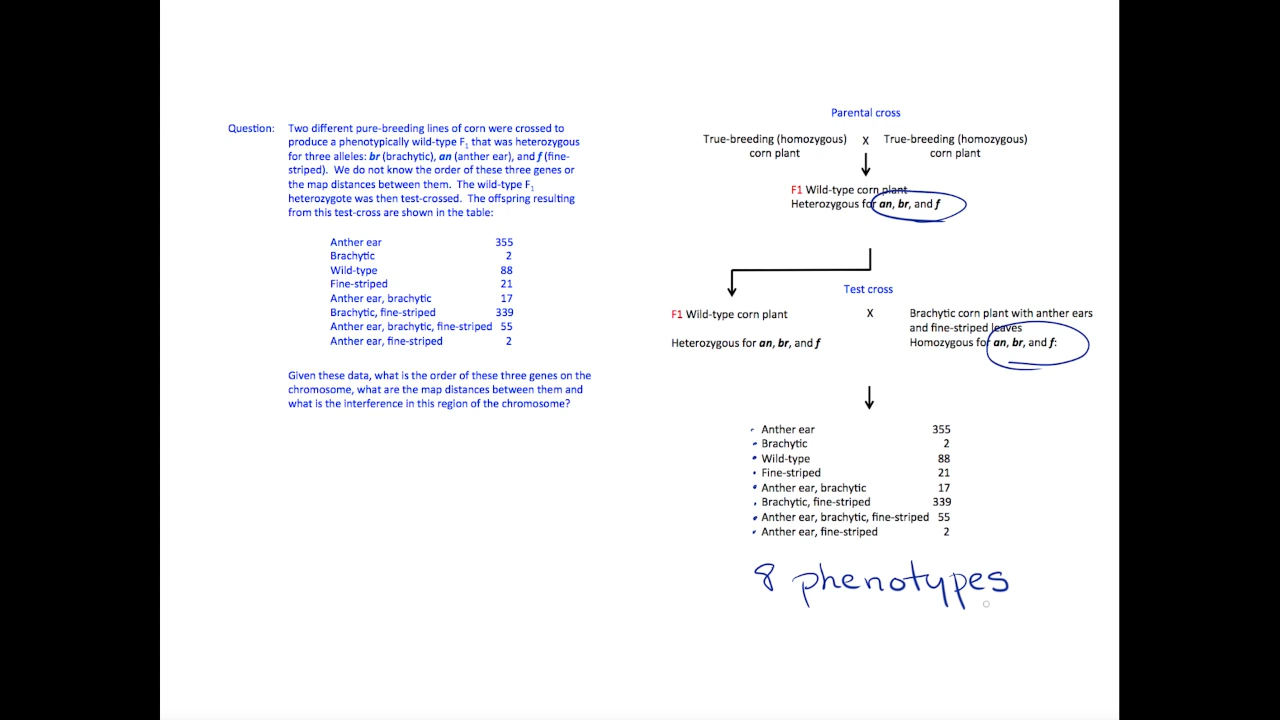 Question: Two different pure-breeding lines of corn were crossed to
produce a phenotypically wild-type F1 that was heterozygous
for three alleles: br (brachytic), an (anther ear), and f (fine-
striped). We do not know the order of these three genes or
the map distances between them. The wild-type F1
heterozygote was then test-crossed. The offspring resulting
from this test-cross are shown in the table:
Anther ear 355
Brachytic 2
Wild-type 88
Fine-striped 21
Anther ear, brachytic 17
Brachytic, fine-striped 339
Anther ear, brachytic, fine-striped 55
Anther ear, fine-striped 2
Given these data, what is the order of these three genes on the
chromosome, what are the map distances between them and
what is the interference in this region of the chromosome?
Parental cross
True-breeding (homozygous) X True-breeding (homozygous)
corn plant corn plant
F1 Wild-type corn plant
Heterozygous for an, br, and f
Test cross
F1 Wild-type corn plant X Brachytic corn plant with anther ears
and fine-striped leaves
Heterozygous for an, br, and f Homozygous for an, br, and f:
Anther ear 355
Brachytic 2
Wild-type 88
Fine-striped 21
Anther ear, brachytic 17
Brachytic, fine-striped 339
Anther ear, brachytic, fine-striped 55
Anther ear, fine-striped 2
8 phenotypes